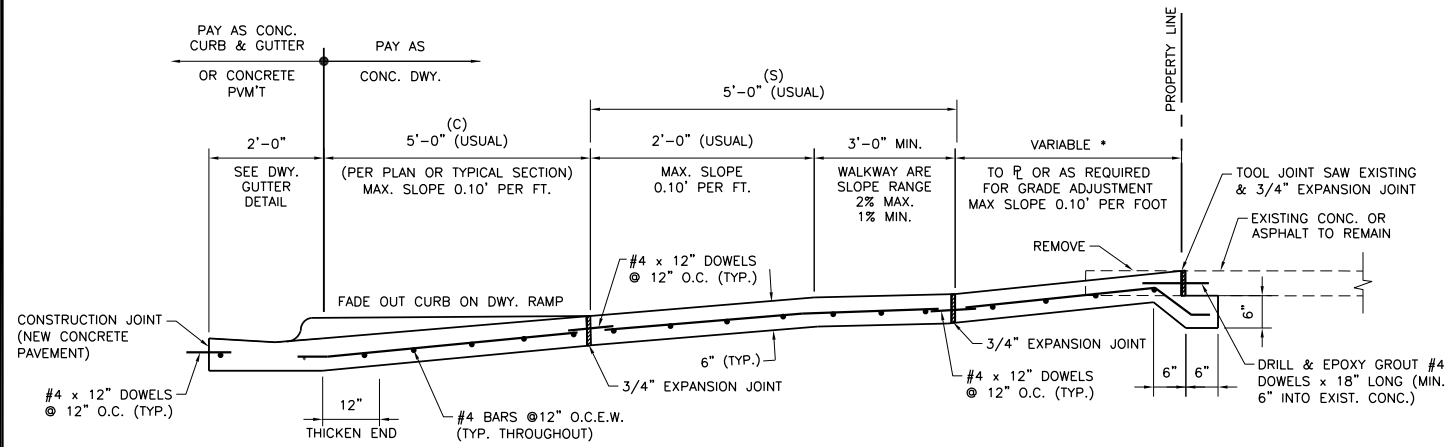 PAY AS CONC.
CURB & GUTTER
OR CONCRETE
PVM'T
PAY AS
CONC. DWY.
PROPERTY LINE
(S)
5'-0" (USUAL)
2'-0"
SEE DWY.
GUTTER
DETAIL
(C)
5'-0" (USUAL)
(PER PLAN OR TYPICAL SECTION)
MAX. SLOPE 0.10' PER FT.
2'-0" (USUAL)
MAX. SLOPE
0.10' PER FT.
3'-0" MIN.
WALKWAY ARE
SLOPE RANGE
2% MAX.
1% MIN.
VARIABLE *
TO ⅊ OR AS REQUIRED
FOR GRADE ADJUSTMENT
MAX SLOPE 0.10' PER FOOT
TOOL JOINT SAW EXISTING
& 3/4" EXPANSION JOINT
EXISTING CONC. OR
ASPHALT TO REMAIN
REMOVE
#4 x 12" DOWELS
@ 12" O.C. (TYP.)
FADE OUT CURB ON DWY. RAMP
CONSTRUCTION JOINT
(NEW CONCRETE
PAVEMENT)
#4 x 12" DOWELS
@ 12" O.C. (TYP.)
12"
THICKEN END
#4 BARS @12" O.C.E.W.
(TYP. THROUGHOUT)
3/4" EXPANSION JOINT
6" (TYP.)
3/4" EXPANSION JOINT
#4 x 12" DOWELS
@ 12" O.C. (TYP.)
6"
6"
6"
DRILL & EPOXY GROUT #4
DOWELS x 18" LONG (MIN.
6" INTO EXIST. CONC.)